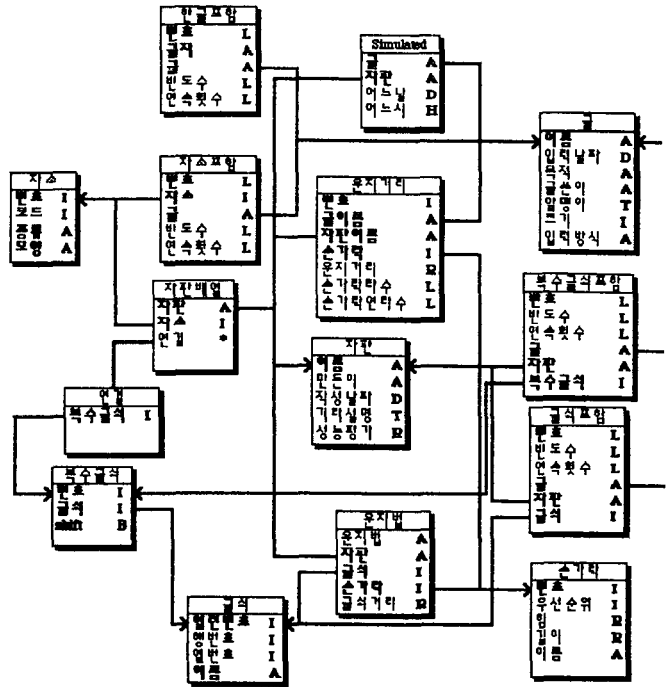 한글포함
번호 L
글자 A
글 A
빈도수 L
연속횟수 L
Simulated
글 A
자판 A
어느날 D
어느시 H
글
이름 A
입력날짜 D
목적 A
글쓴이 A
설명이 T
크기 I
입력방식 A
자소
번호 I
코드 I
종류 A
모양 A
자소포함
번호 L
자소 I
글 A
빈도수 L
연속횟수 L
운지거리
번호 I
글이름 A
자판이름 A
손가락 I
운지거리 R
손가락타수 L
손가락연타수 L
자판배열
자판 A
자소 I
연결 *
복수글쇠포함
번호 L
빈도수 L
연속횟수 L
글 A
자판 A
복수글쇠 I
자판
이름 A
만든이 A
작성날짜 D
기타설명 T
성능평가 R
연결
복수글쇠 I
글쇠포함
번호 L
빈도수 L
연속횟수 L
글 A
자판 A
글쇠 I
복수글쇠
번호 I
글쇠 I
shift B
운지법
운지법 A
자판 A
글쇠 I
손가락 I
글쇠거리 R
손가락
번호 I
우선순위 I
힘 R
길이 R
이름 A
글쇠
I
행번호 I
열번호 I
이름 A